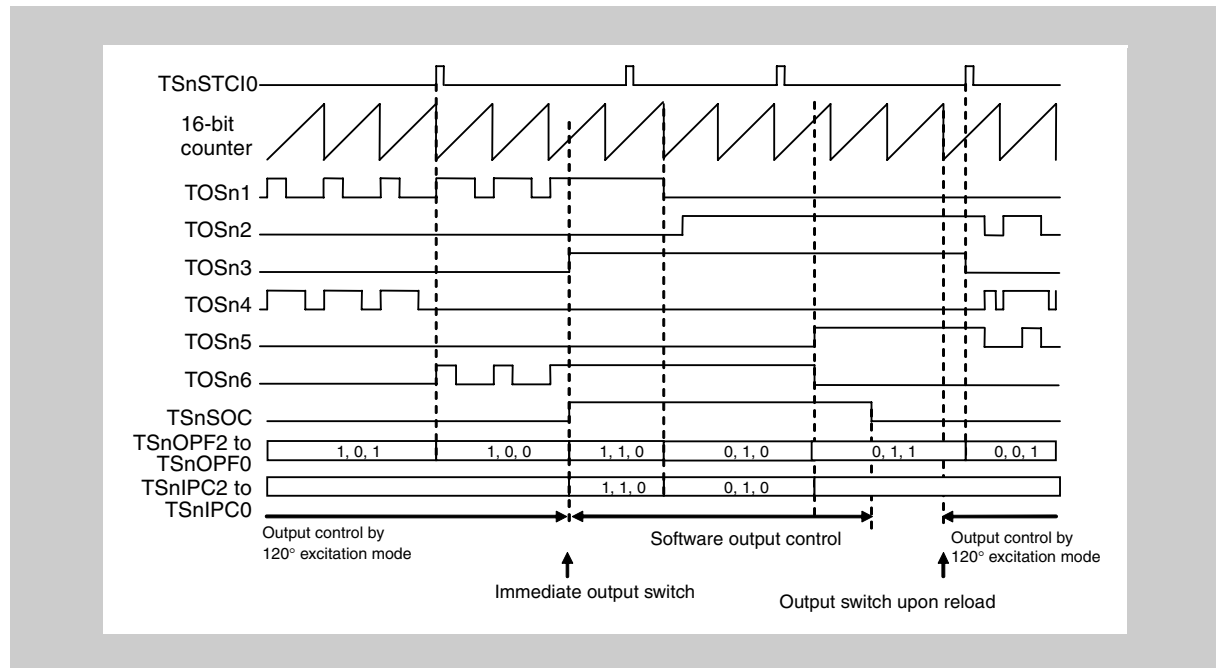 TSnSTCI0
16-bit
counter
TOSn1
TOSn2
TOSn3
TOSn4
TOSn5
TOSn6
TSnSOC
TSnOPF2 to
TSnOPF0
1, 0, 1
1, 0, 0
1, 1, 0
0, 1, 0
0, 1, 1
0, 0, 1
TSnIPC2 to
TSnIPC0
1, 1, 0
0, 1, 0
Output control by
120° excitation mode
Software output control
Output control by
120° excitation mode
Immediate output switch
Output switch upon reload